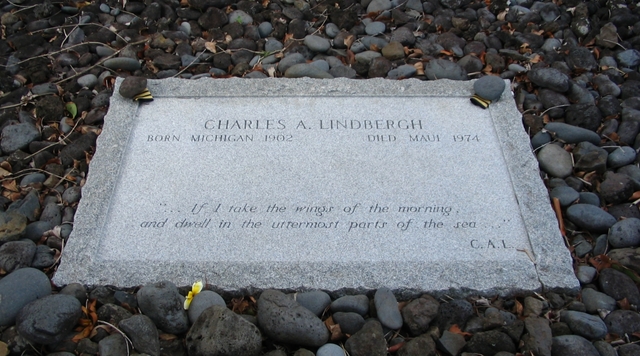 CHARLES A. LINDBERGH
BORN MICHIGAN 1902 DIED MAUI 1974
"... If I take the wings of the morning,
and dwell in the uttermost parts of the sea ..."
C.A.L.